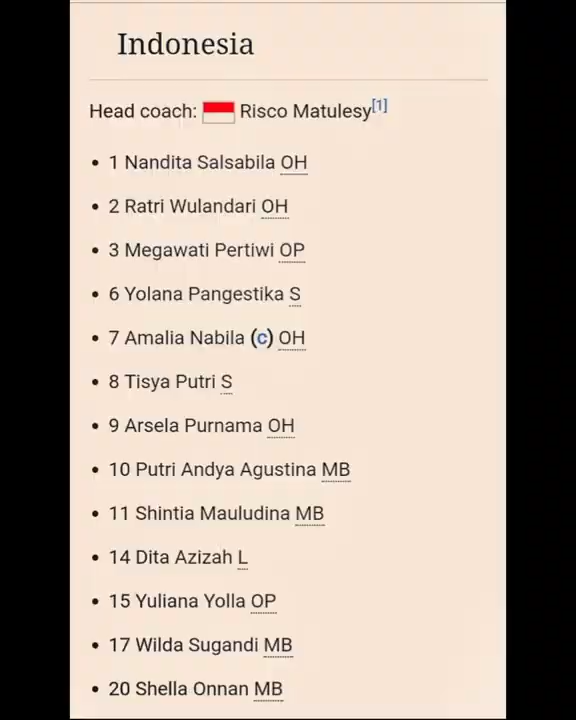 Indonesia
Head coach: Risco Matulesy[1]
• 1 Nandita Salsabila OH
• 2 Ratri Wulandari OH
• 3 Megawati Pertiwi OP
• 6 Yolana Pangestika S
• 7 Amalia Nabila (c) OH
• 8 Tisya Putri S
• 9 Arsela Purnama OH
• 10 Putri Andya Agustina MB
• 11 Shintia Mauludina MB
• 14 Dita Azizah L
• 15 Yuliana Yolla OP
• 17 Wilda Sugandi MB
• 20 Shella Onnan MB